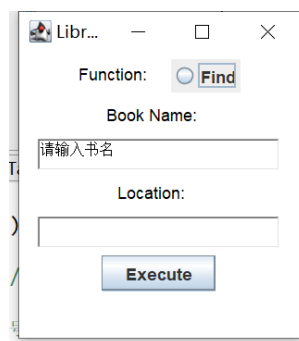 Libr...
Function: Find
Book Name:
请输入书名
Location:
Execute
)
/